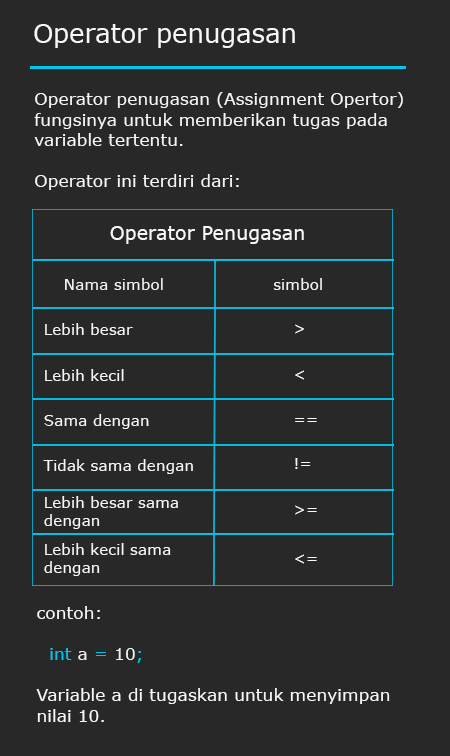 Operator penugasan
Operator penugasan (Assignment Opertor)
fungsinya untuk memberikan tugas pada
variable tertentu.
Operator ini terdiri dari:
Operator Penugasan
Nama simbol simbol
Lebih besar >
Lebih kecil <
Sama dengan ==
Tidak sama dengan !=
Lebih besar sama
dengan >=
Lebih kecil sama
dengan <=
contoh:
int a = 10;
Variable a di tugaskan untuk menyimpan
nilai 10.